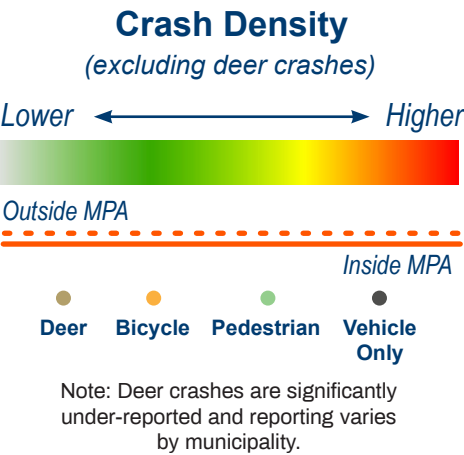 Crash Density
(excluding deer crashes)
Lower Higher
Outside MPA
Inside MPA
Deer Bicycle Pedestrian Vehicle
Only
Note: Deer crashes are significantly
under-reported and reporting varies
by municipality.